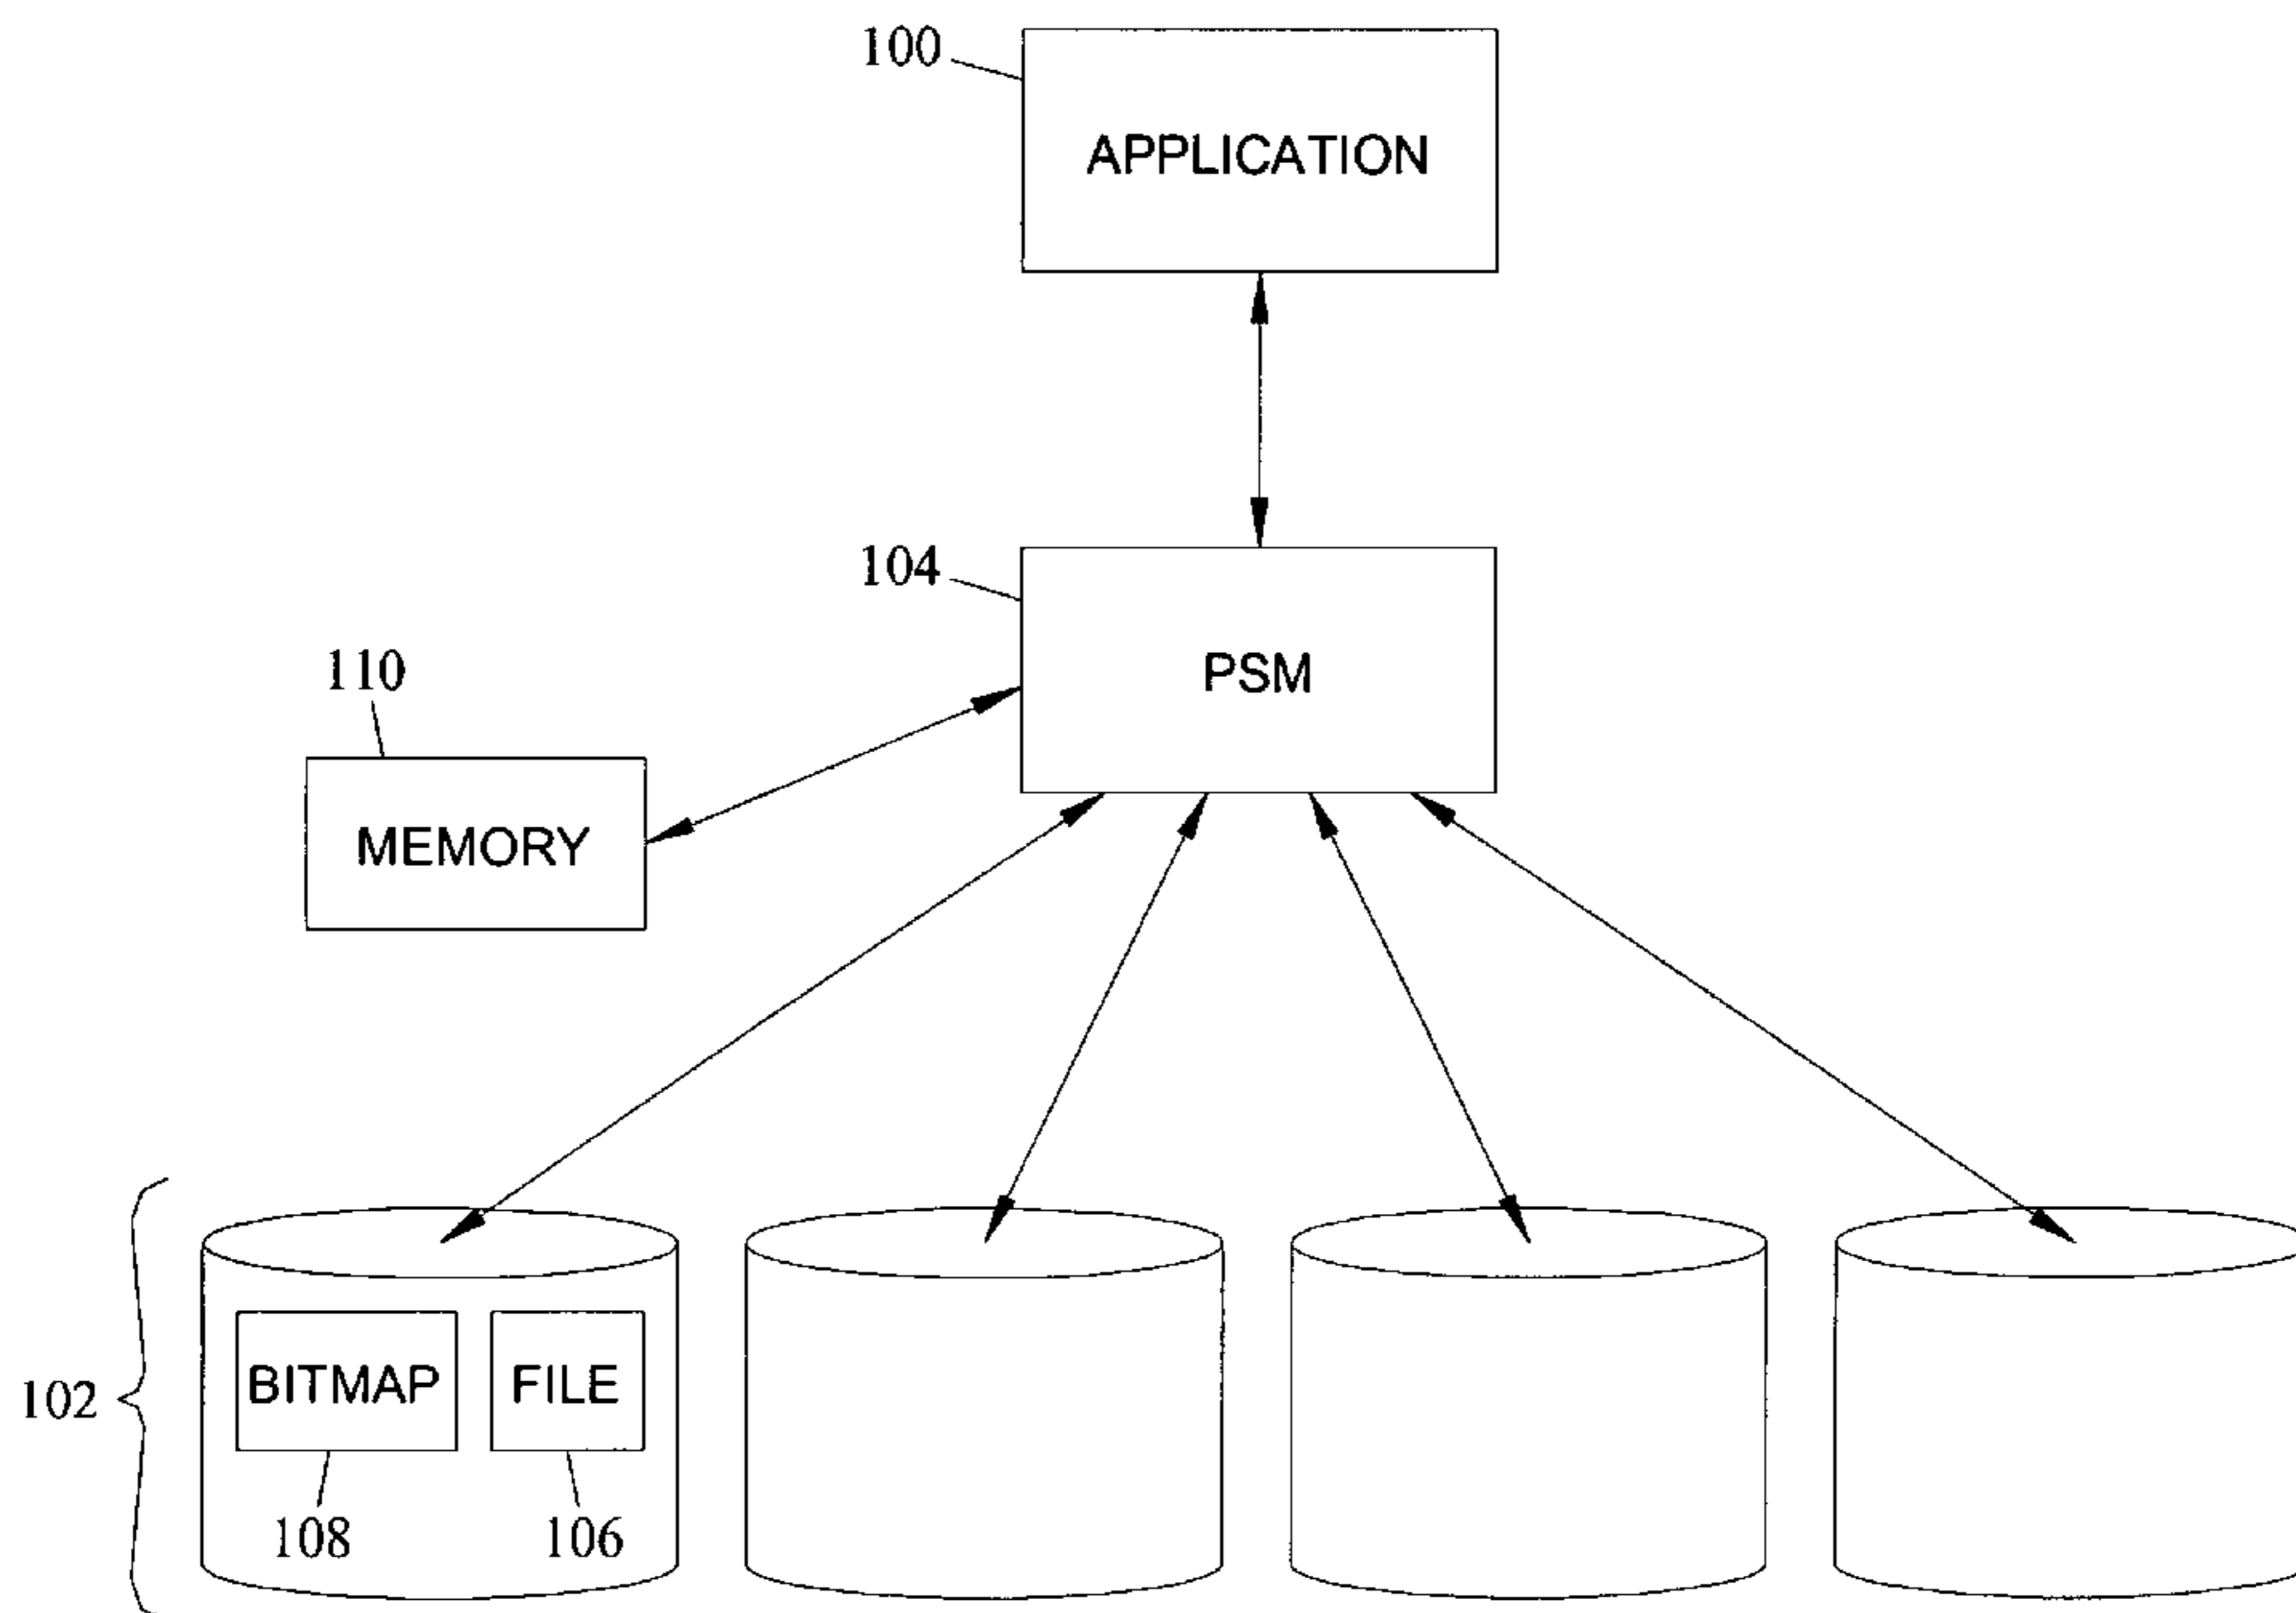 100
APPLICATION
104
PSM
110
MEMORY
102
BITMAP
FILE
108
106